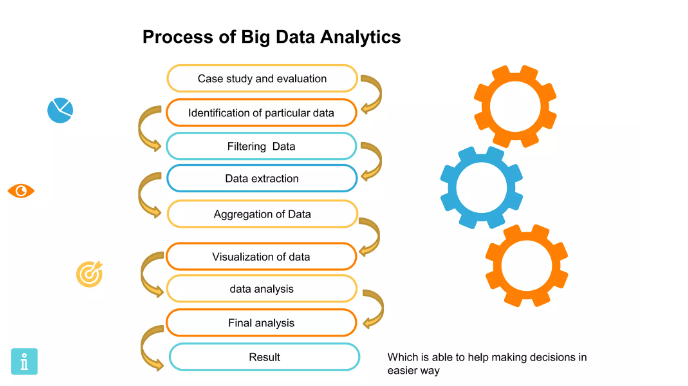 Process of Big Data Analytics
Case study and evaluation
Identification of particular data
Filtering Data
Data extraction
Aggregation of Data
Visualization of data
data analysis
Final analysis
Result
Which is able to help making decisions in
easier way